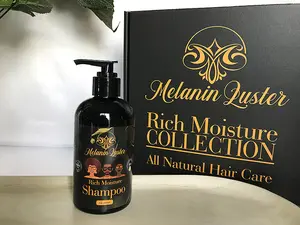 Melanin Luster
Rich Moisture
COLLECTION
All Natural Hair Care
Melanin Luster
Rich Moisture
Shampoo